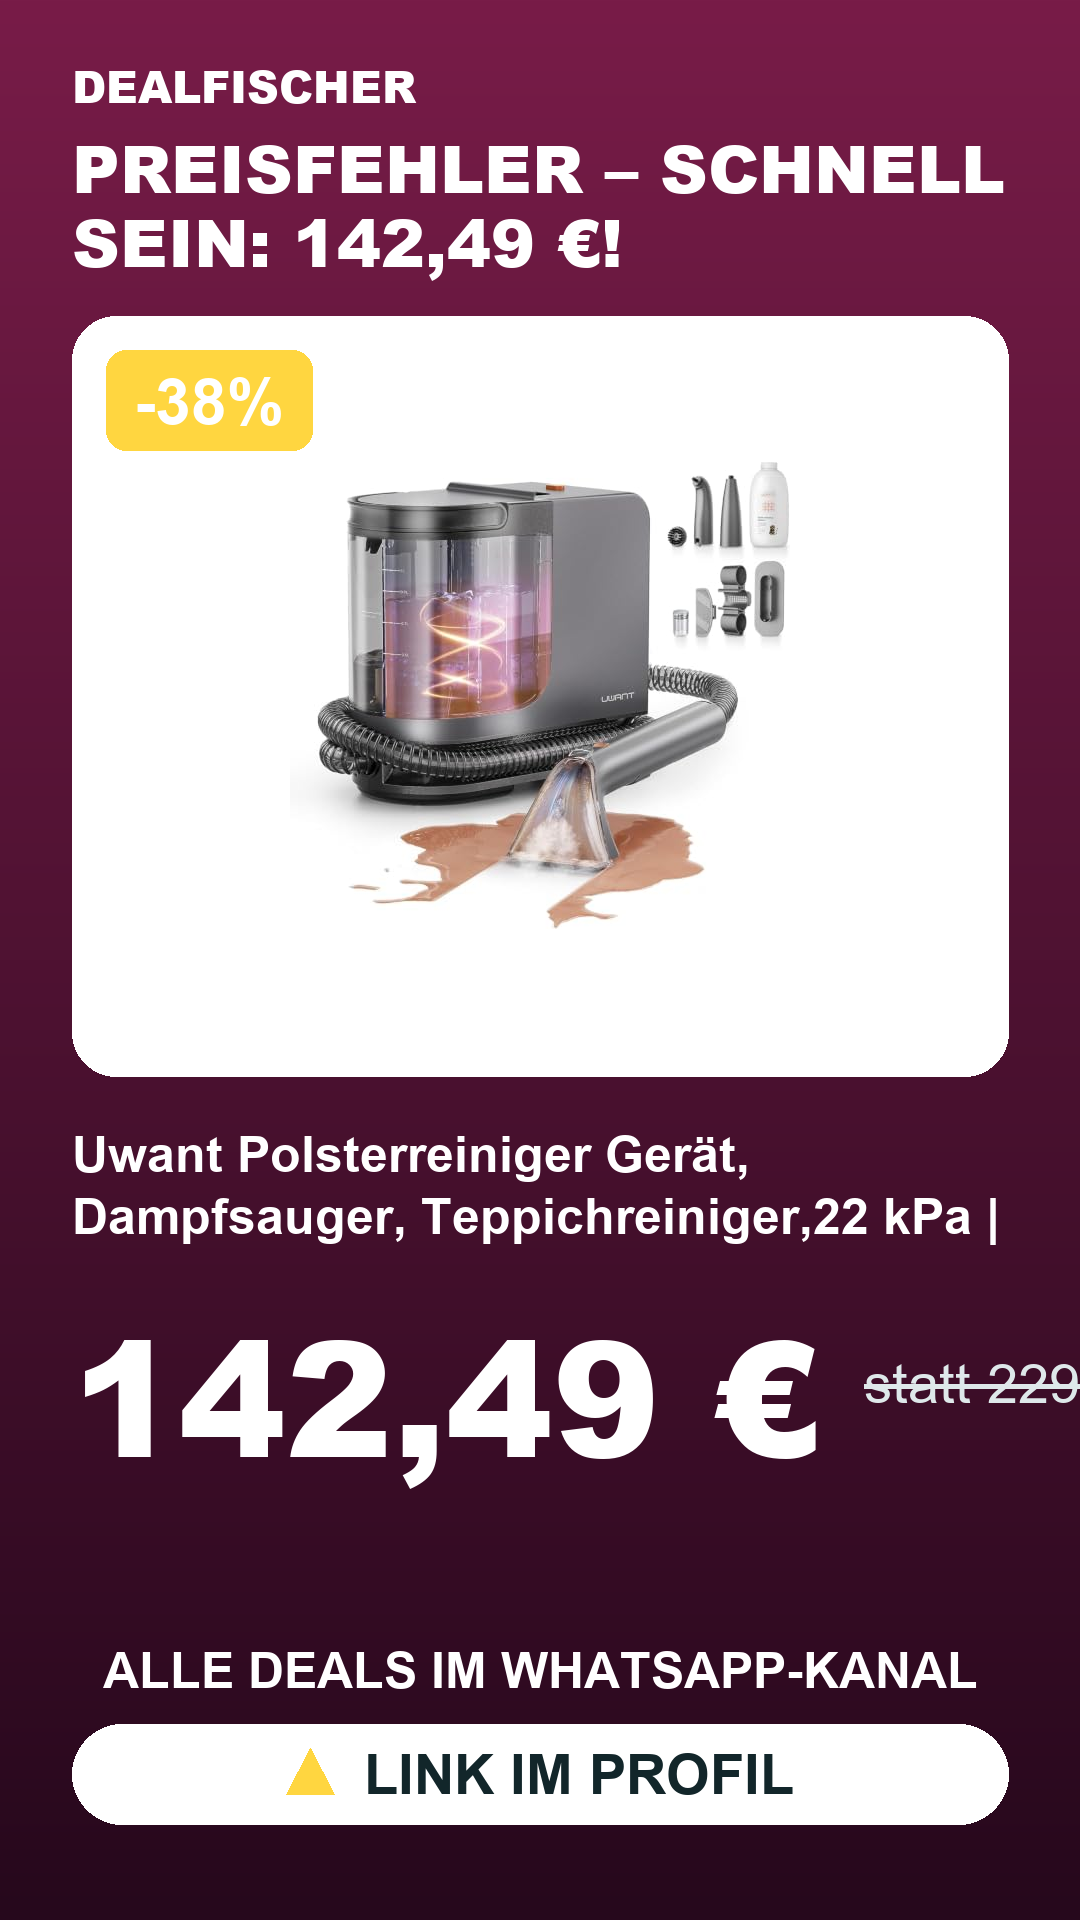 DEALFISCHER
PREISFEHLER – SCHNELL
SEIN: 142,49 €!
-38%
UWANT
Uwant Polsterreiniger Gerät,
Dampfsauger, Teppichreiniger,22 kPa |
142,49 € statt 229
ALLE DEALS IM WHATSAPP-KANAL
LINK IM PROFIL